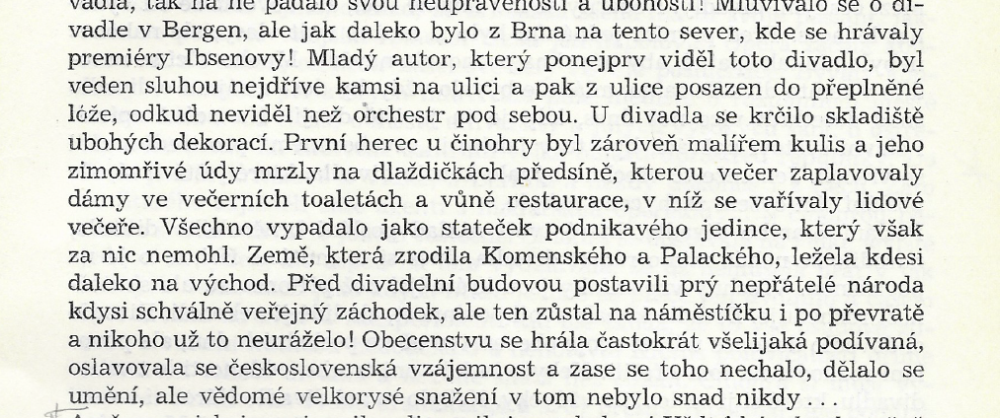 vadla, tak na ně padalo svou neupraveností a ubohostí! Mluvívalo se o di-
vadle v Bergen, ale jak daleko bylo z Brna na tento sever, kde se hrávaly
premiéry Ibsenovy! Mladý autor, který ponejprv viděl toto divadlo, byl
veden sluhou nejdříve kamsi na ulici a pak z ulice posazen do přeplněné
lóže, odkud neviděl než orchestr pod sebou. U divadla se krčilo skladiště
ubohých dekorací. První herec u činohry byl zároveň malířem kulis a jeho
zimomřivé údy mrzly na dlaždičkách předsíně, kterou večer zaplavovaly
dámy ve večerních toaletách a vůně restaurace, v níž se vařívaly lidové
večeře. Všechno vypadalo jako stateček podnikavého jedince, který však
za nic nemohl. Země, která zrodila Komenského a Palackého, ležela kdesi
daleko na východ. Před divadelní budovou postavili prý nepřátelé národa
kdysi schválně veřejný záchodek, ale ten zůstal na náměstíčku i po převratě
a nikoho už to neuráželo! Obecenstvu se hrála častokrát všelijaká podívaná,
oslavovala se československá vzájemnost a zase se toho nechalo, dělalo se
umění, ale vědomé velkorysé snažení v tom nebylo snad nikdy . . .